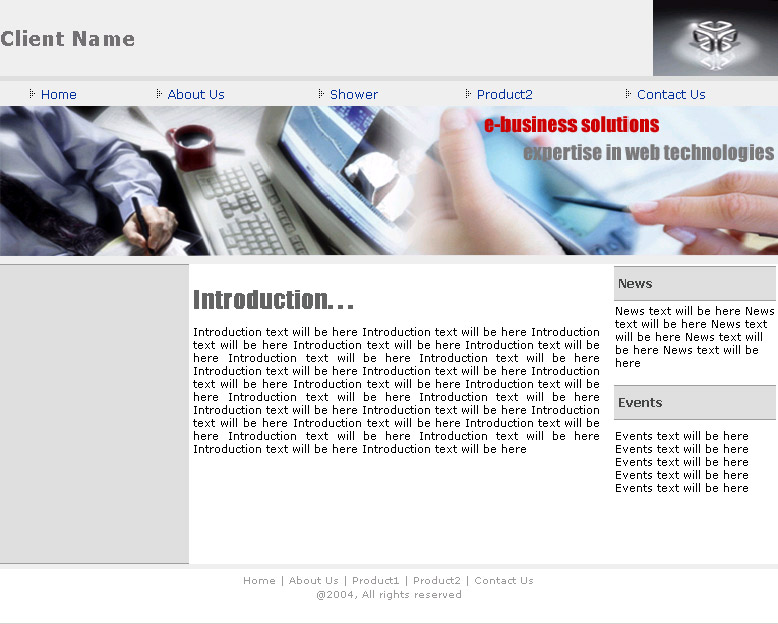 Client Name
Home About Us Shower Product2 Contact Us
e-business solutions
expertise in web technologies
Introduction...
Introduction text will be here Introduction text will be here Introduction
text will be here Introduction text will be here Introduction text will be
here Introduction text will be here Introduction text will be here
Introduction text will be here Introduction text will be here Introduction
text will be here Introduction text will be here Introduction text will be
here Introduction text will be here Introduction text will be here
Introduction text will be here Introduction text will be here Introduction
text will be here Introduction text will be here Introduction text will be
here Introduction text will be here Introduction text will be here
Introduction text will be here Introduction text will be here
News
News text will be here News
text will be here News text
will be here News text will
be here News text will be
here
Events
Events text will be here
Events text will be here
Events text will be here
Events text will be here
Events text will be here
Home | About Us | Product1 | Product2 | Contact Us
@2004, All rights reserved